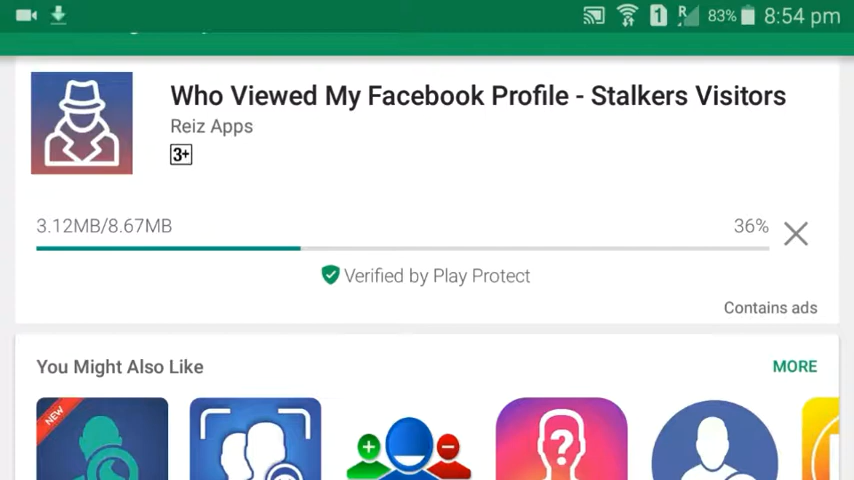 1 R 83% 8:54 pm
Who Viewed My Facebook Profile - Stalkers Visitors
Reiz Apps
3+
3.12MB/8.67MB 36%
Verified by Play Protect
Contains ads
You Might Also Like MORE
NEW